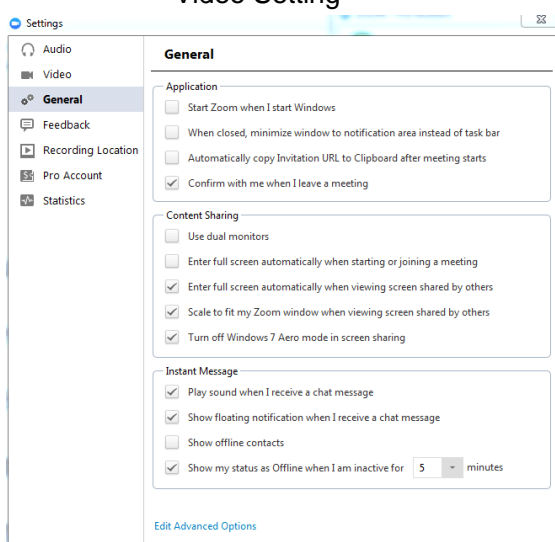 Video Setting
Settings
Audio
Video
General
Feedback
Recording Location
Pro Account
Statistics
General
Application
Start Zoom when I start Windows
When closed, minimize window to notification area instead of task bar
Automatically copy Invitation URL to Clipboard after meeting starts
Confirm with me when I leave a meeting
Content Sharing
Use dual monitors
Enter full screen automatically when starting or joining a meeting
Enter full screen automatically when viewing screen shared by others
Scale to fit my Zoom window when viewing screen shared by others
Turn off Windows 7 Aero mode in screen sharing
Instant Message
Play sound when I receive a chat message
Show floating notification when I receive a chat message
Show offline contacts
Show my status as Offline when I am inactive for 5 minutes
Edit Advanced Options